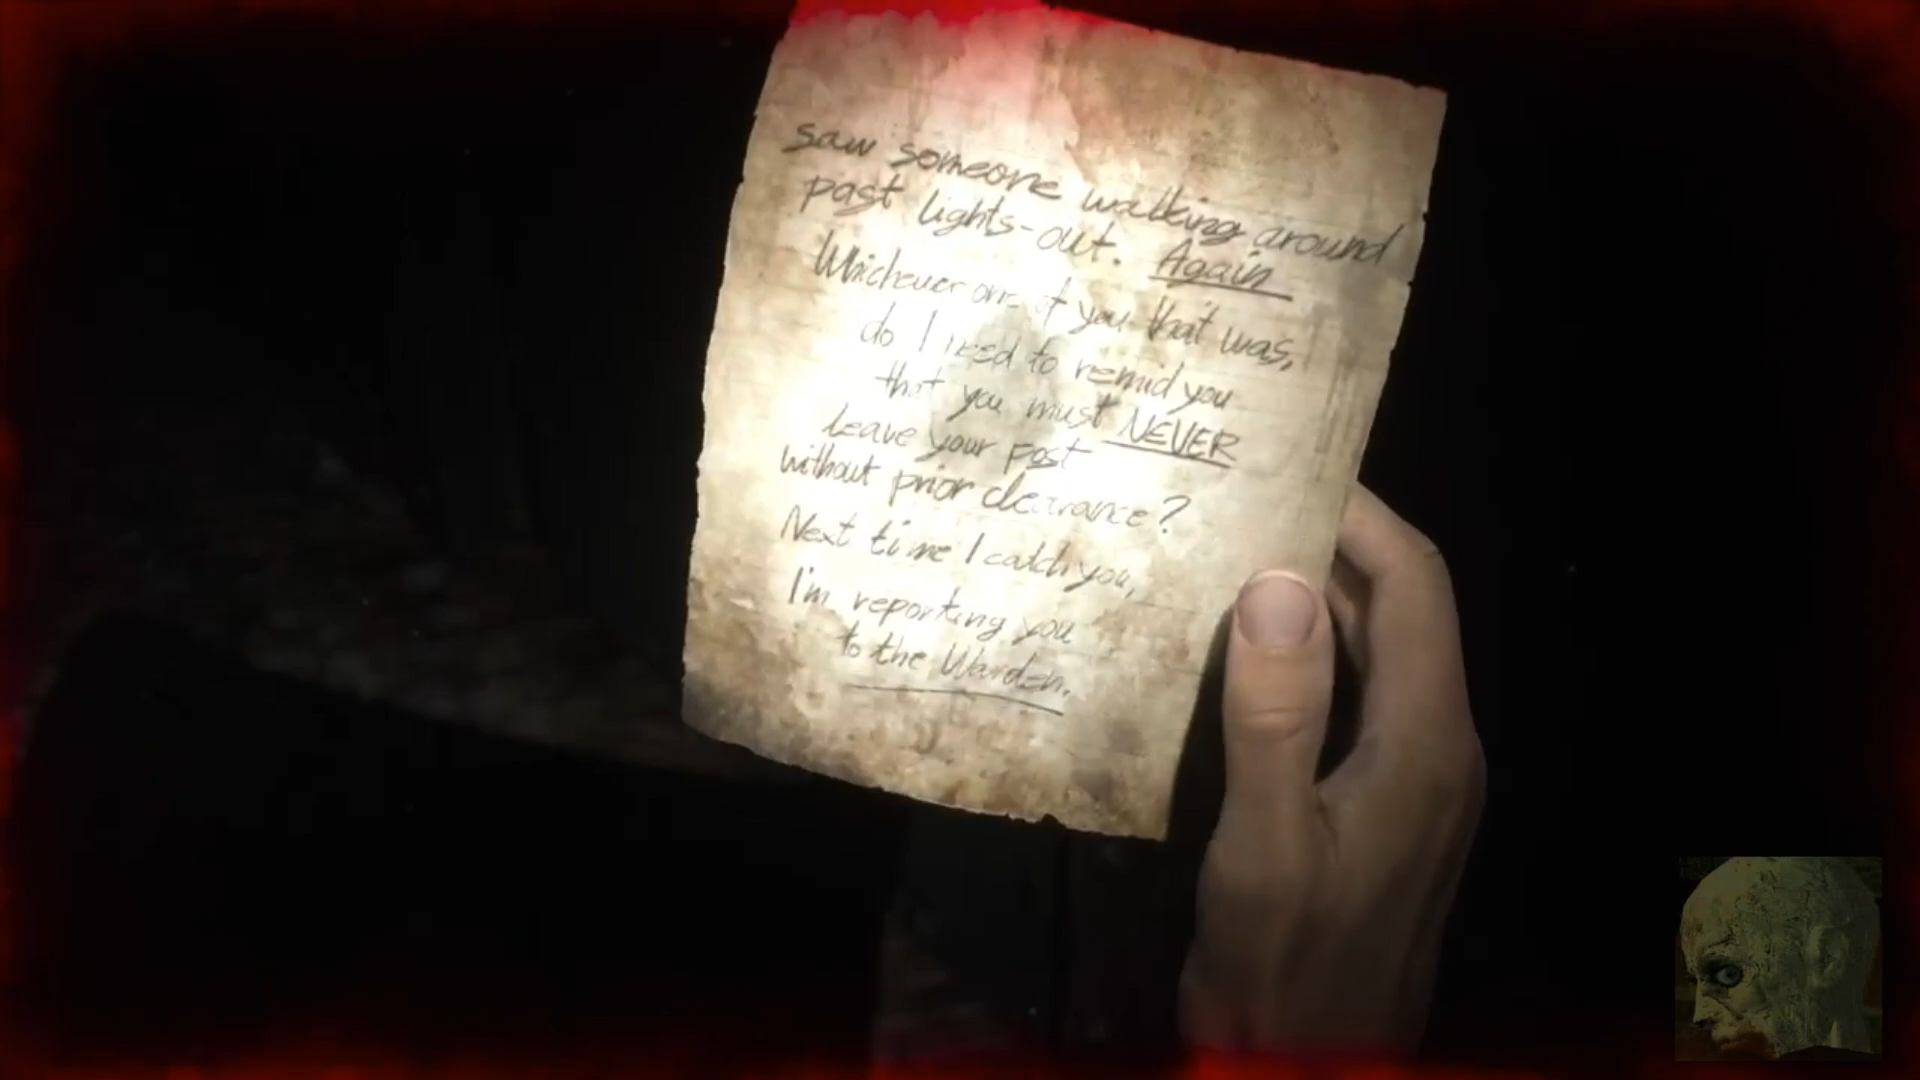 saw someone walking around
past lights-out. Again
Whichever one of you that was,
do I need to remid you
that you must NEVER
leave your post
without prior clearance?
Next time I catch you,
I'm reporting you
to the Warden.